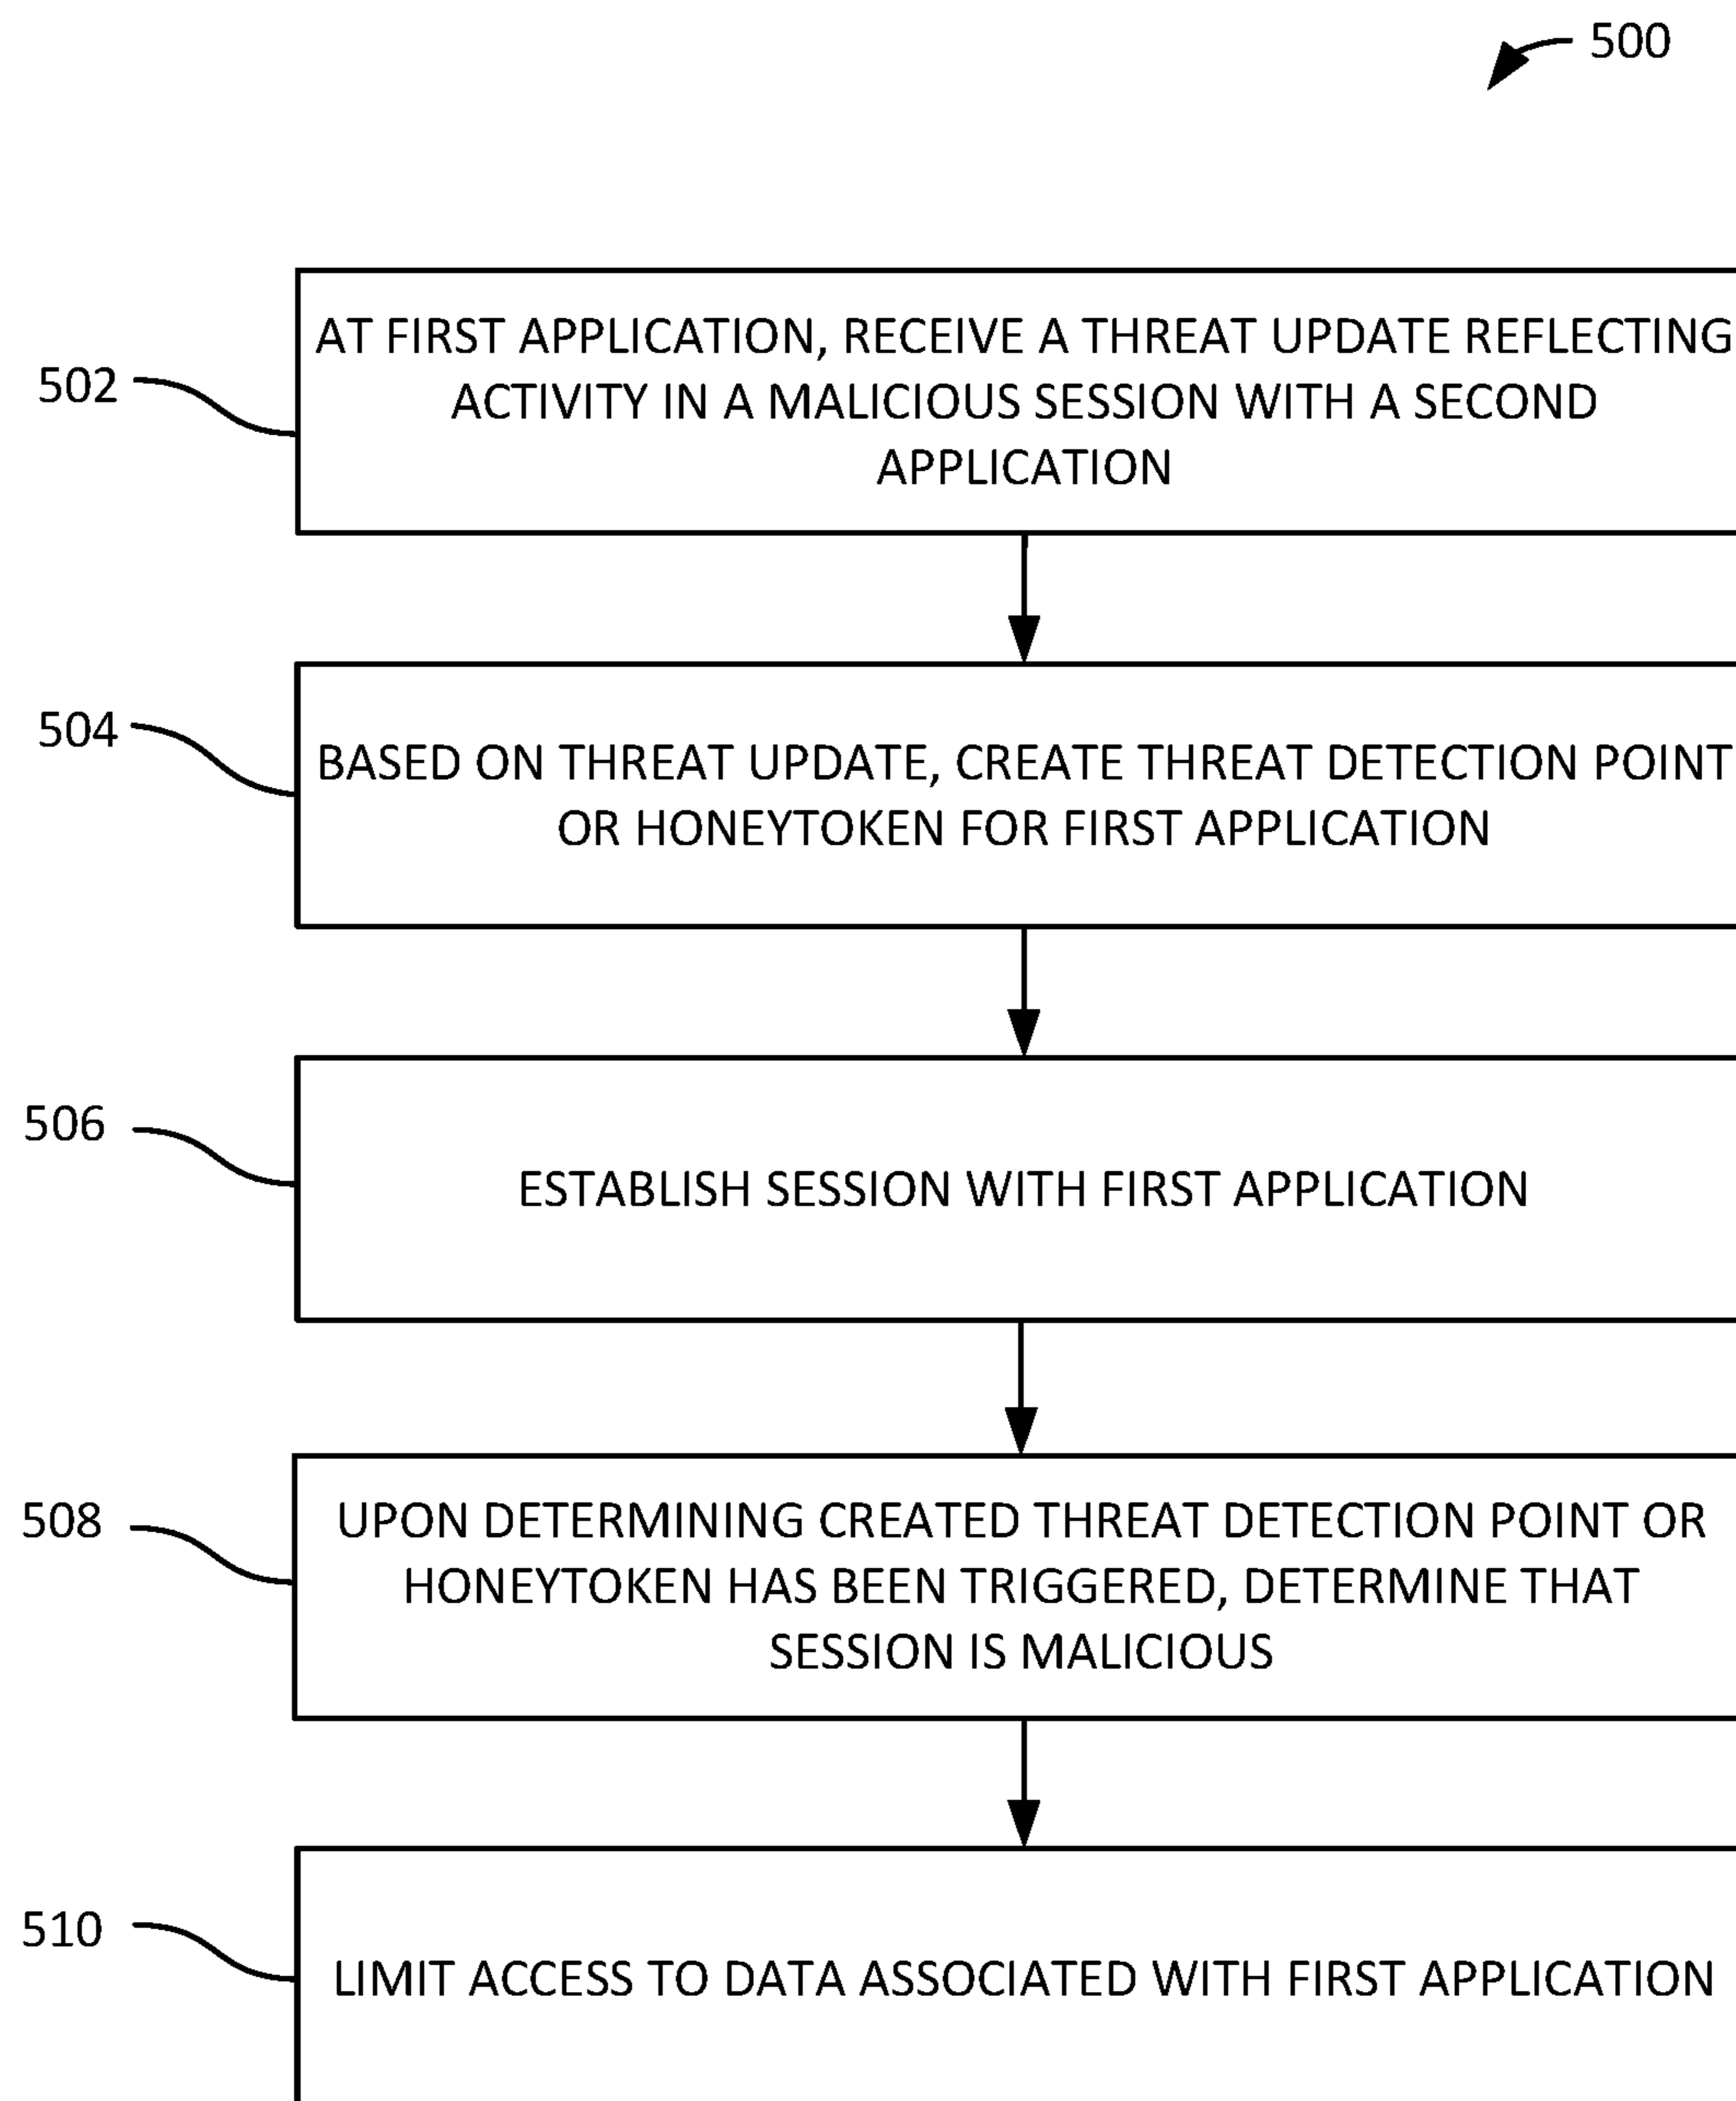 500
502
AT FIRST APPLICATION, RECEIVE A THREAT UPDATE REFLECTING
ACTIVITY IN A MALICIOUS SESSION WITH A SECOND
APPLICATION
504
BASED ON THREAT UPDATE, CREATE THREAT DETECTION POINT
OR HONEYTOKEN FOR FIRST APPLICATION
506
ESTABLISH SESSION WITH FIRST APPLICATION
508
UPON DETERMINING CREATED THREAT DETECTION POINT OR
HONEYTOKEN HAS BEEN TRIGGERED, DETERMINE THAT
SESSION IS MALICIOUS
510
LIMIT ACCESS TO DATA ASSOCIATED WITH FIRST APPLICATION